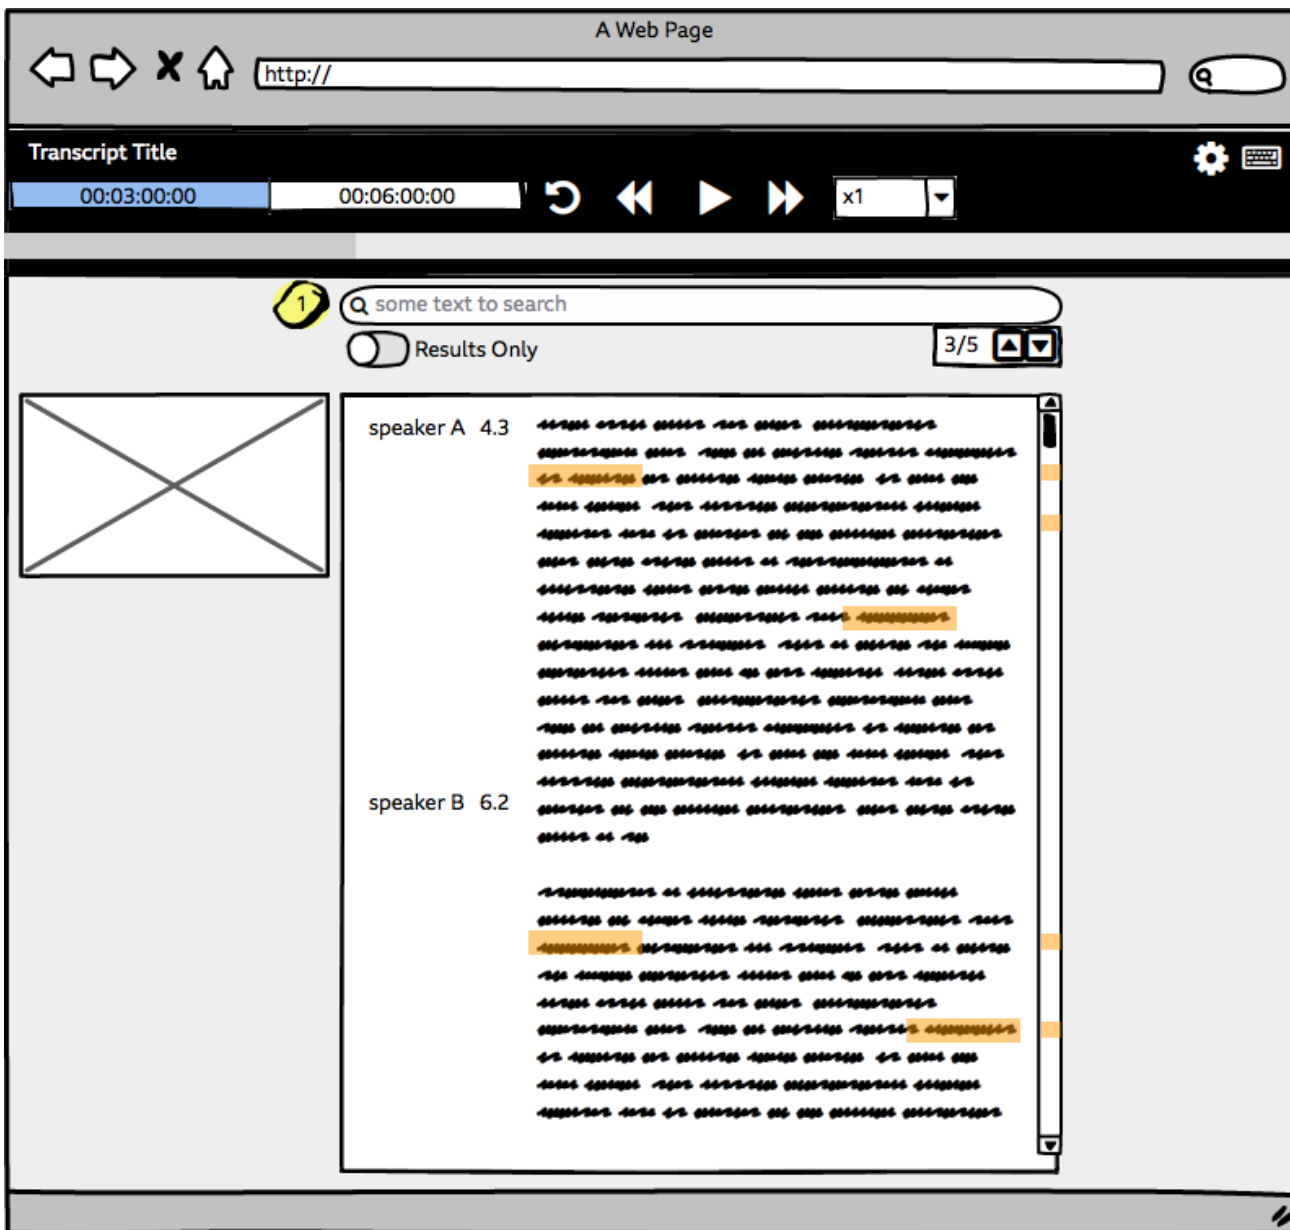 A Web Page
http://
Transcript Title
00:03:00:00 00:06:00:00 x1
1 some text to search
Results Only 3/5
speaker A 4.3
speaker B 6.2